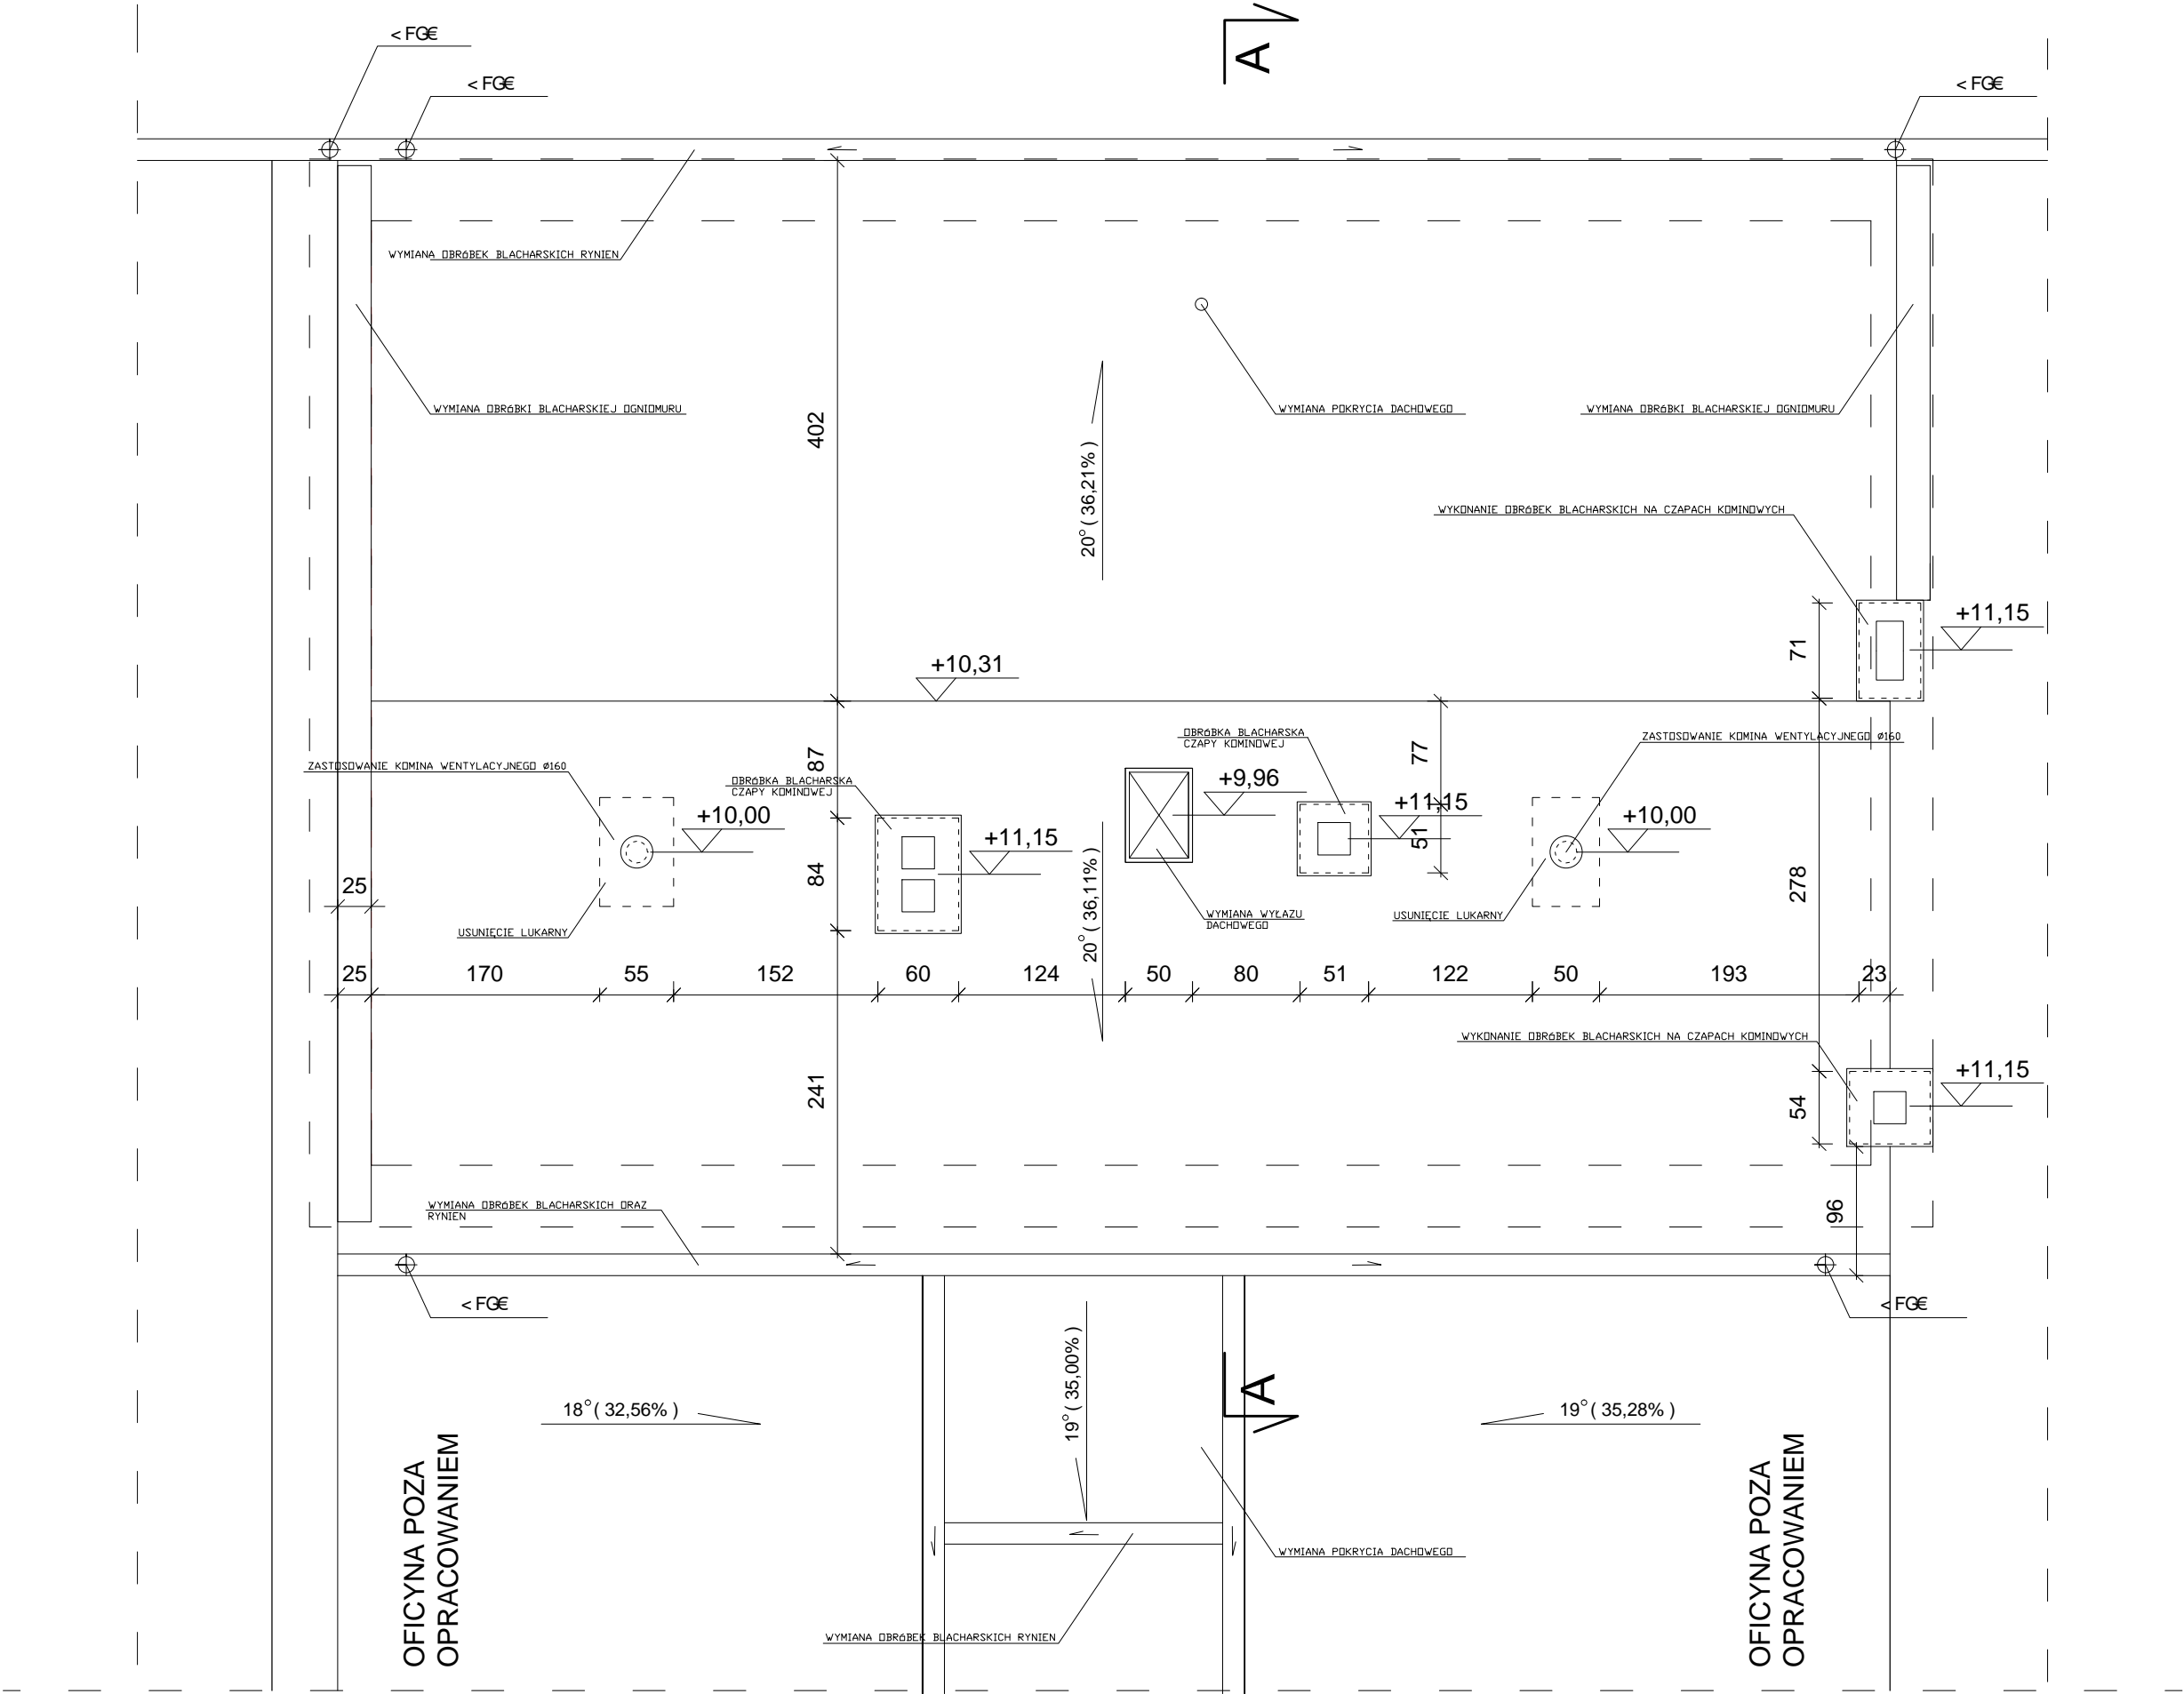 A
< FG€
< FG€
< FG€
WYMIANA OBRóBEK BLACHARSKICH RYNIEN
WYMIANA OBRóBKI BLACHARSKIEJ OGNIOMURU
402
WYMIANA POKRYCIA DACHOWEGO
WYMIANA OBRóBKI BLACHARSKIEJ OGNIOMURU
20° ( 36,21% )
WYKONANIE OBRóBEK BLACHARSKICH NA CZAPACH KOMINOWYCH
+11,15
71
+10,31
87
77
OBRóBKA BLACHARSKA
CZAPY KOMINOWEJ
ZASTOSOWANIE KOMINA WENTYLACYJNEGO Ø160
ZASTOSOWANIE KOMINA WENTYLACYJNEGO Ø160
OBRóBKA BLACHARSKA
CZAPY KOMINOWEJ
+9,96
+11,15
+10,00
+10,00
+11,15
51
84
25
278
20° ( 36,11% )
USUNIĘCIE LUKARNY
WYMIANA WYŁAZU
DACHOWEGO
USUNIĘCIE LUKARNY
25
170
55
152
60
124
50
80
51
122
50
193
23
WYKONANIE OBRóBEK BLACHARSKICH NA CZAPACH KOMINOWYCH
+11,15
241
54
96
WYMIANA OBRóBEK BLACHARSKICH ORAZ
RYNIEN
< FG€
< FG€
19° ( 35,00% )
A
18° ( 32,56% )
19° ( 35,28% )
OFICYNA POZA
OPRACOWANIEM
OFICYNA POZA
OPRACOWANIEM
WYMIANA POKRYCIA DACHOWEGO
WYMIANA OBRóBEK BLACHARSKICH RYNIEN